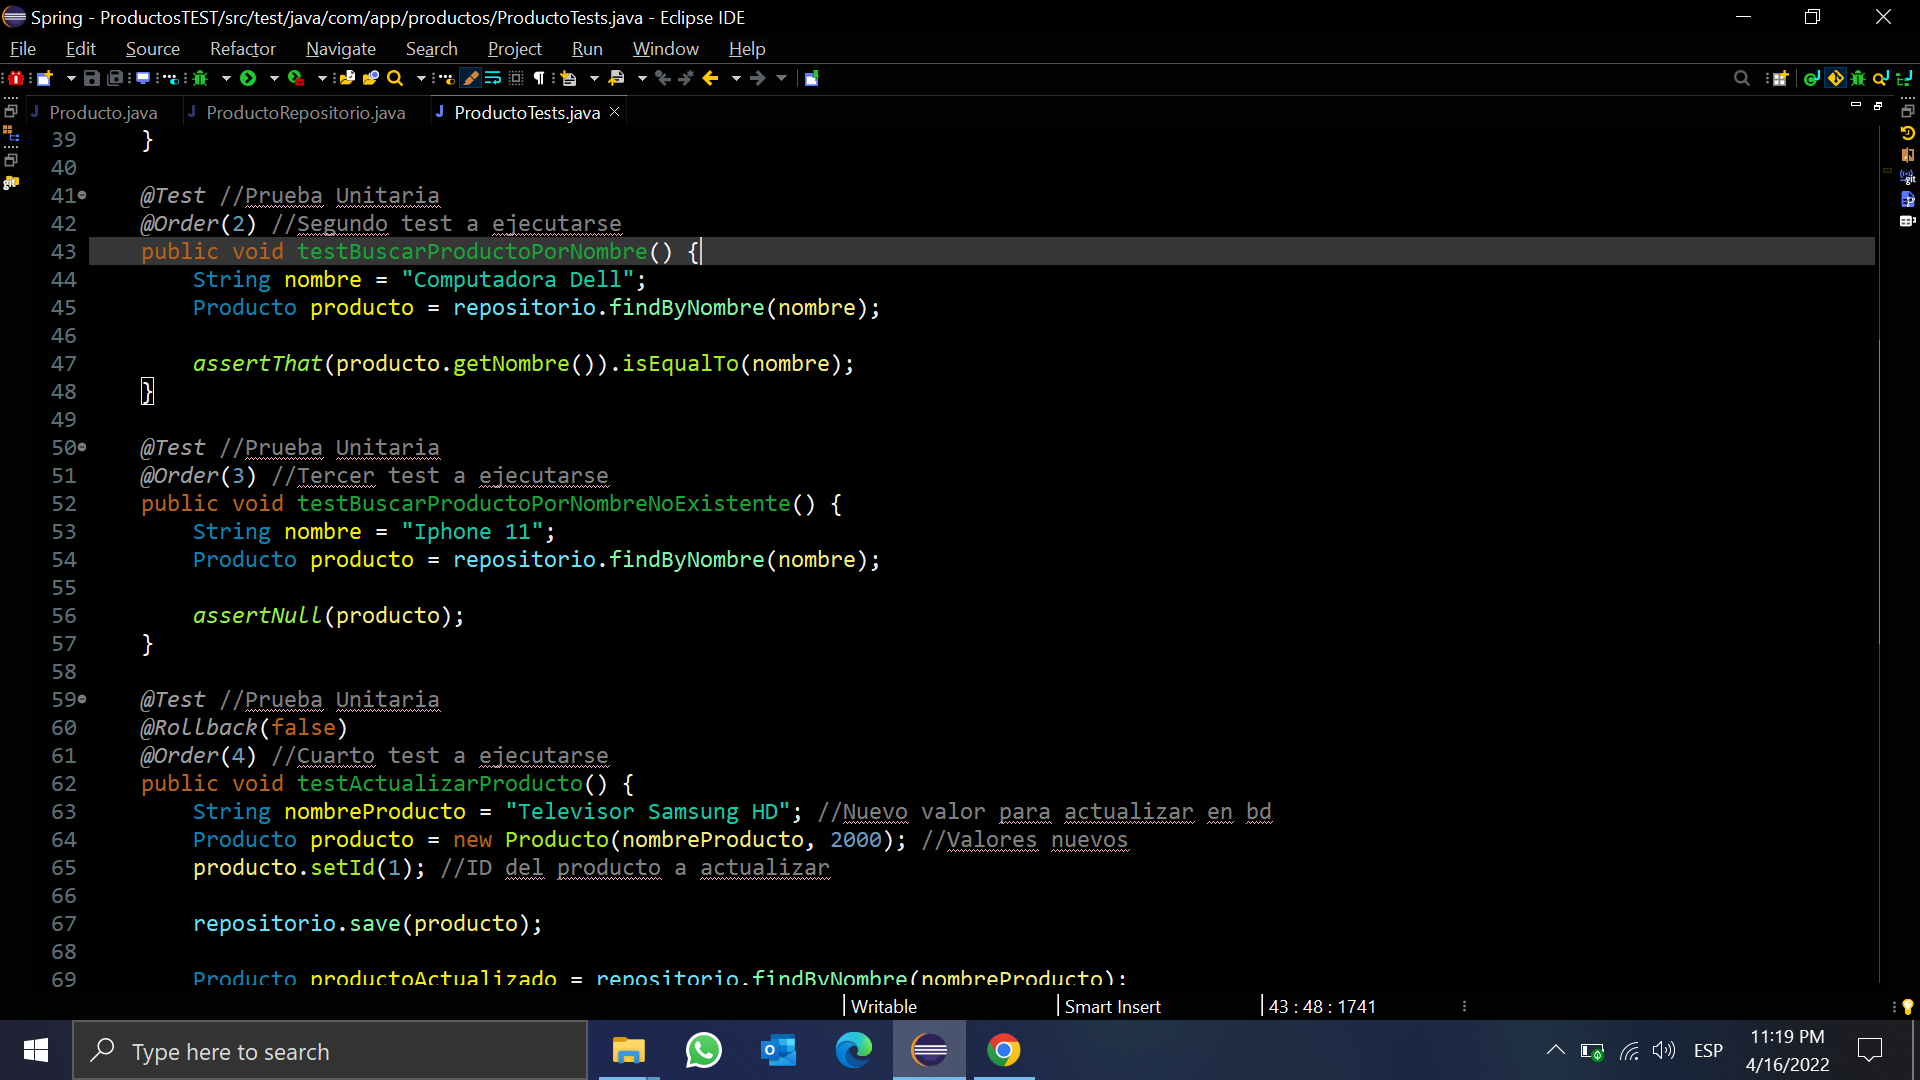 Spring - ProductosTEST/src/test/java/com/app/productos/ProductoTests.java - Eclipse IDE
File Edit Source Refactor Navigate Search Project Run Window Help
Producto.java ProductoRepositorio.java ProductoTests.java
39 }
40
41 @Test //Prueba Unitaria
42 @Order(2) //Segundo test a ejecutarse
43 public void testBuscarProductoPorNombre() {
44 String nombre = "Computadora Dell";
45 Producto producto = repositorio.findByNombre(nombre);
46
47 assertThat(producto.getNombre()).isEqualTo(nombre);
48 }
49
50 @Test //Prueba Unitaria
51 @Order(3) //Tercer test a ejecutarse
52 public void testBuscarProductoPorNombreNoExistente() {
53 String nombre = "Iphone 11";
54 Producto producto = repositorio.findByNombre(nombre);
55
56 assertNull(producto);
57 }
58
59 @Test //Prueba Unitaria
60 @Rollback(false)
61 @Order(4) //Cuarto test a ejecutarse
62 public void testActualizarProducto() {
63 String nombreProducto = "Televisor Samsung HD"; //Nuevo valor para actualizar en bd
64 Producto producto = new Producto(nombreProducto, 2000); //Valores nuevos
65 producto.setId(1); //ID del producto a actualizar
66
67 repositorio.save(producto);
68
69 Producto productoActualizado = repositorio.findByNombre(nombreProducto);
Writable Smart Insert 43 : 48 : 1741
Type here to search
ESP
11:19 PM
4/16/2022